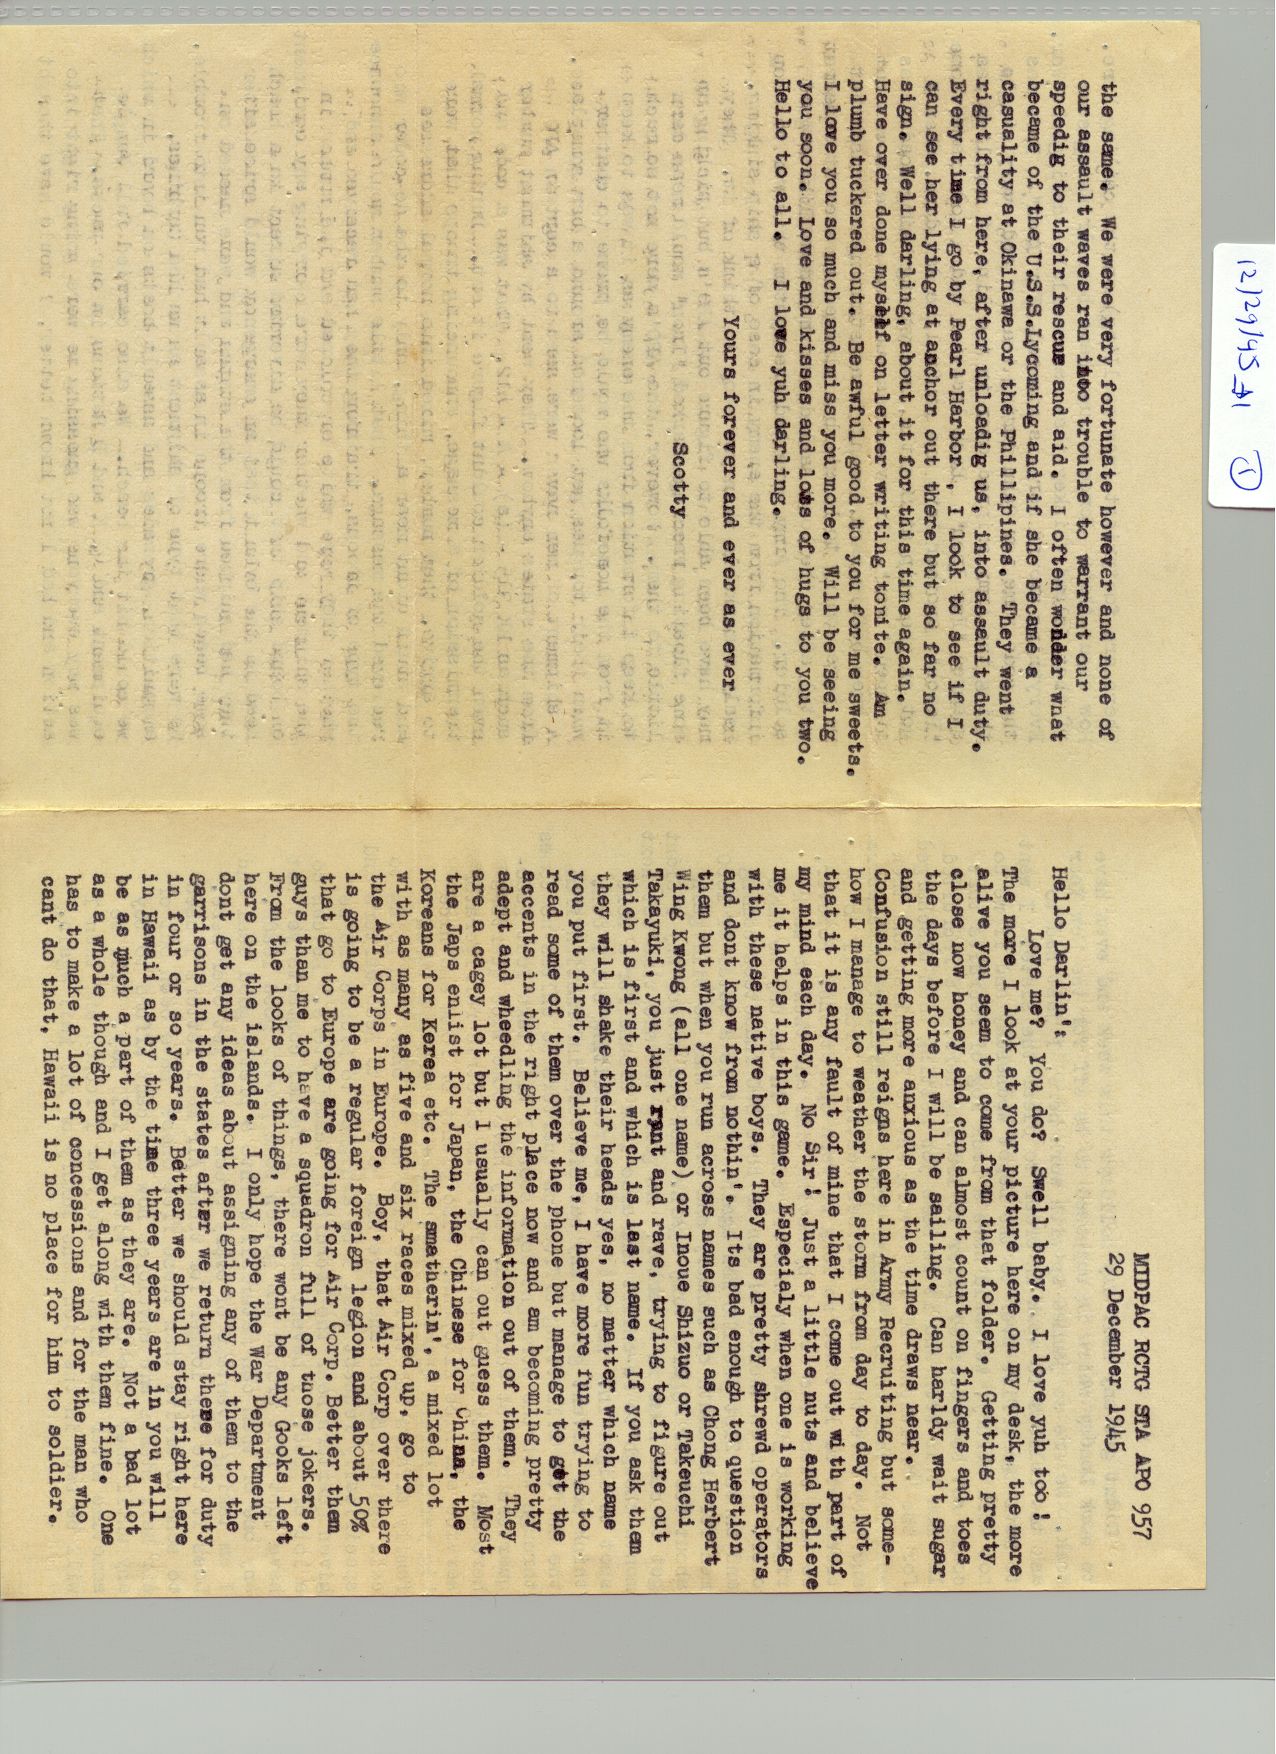 12/29/45 #1
1
the same. We were very fortunate however and none of
our assault waves ran into trouble to warrant our
speedig to their rescue and aid. I often wonder what
became of the U.S.S.Lycoming and if she became a
casuality at Okinawa or the Phillipines. They went
right from here, after unloadig us, into assault duty.
Every time I go by Pearl Harbor, I look to see if I
can see her lying at anchor out there but so far no
sign. Well darling, about it for this time again.
Have over done myself on letter writing tonite. Am
plumb tuckered out. Be awful good to you for me sweets.
I love you so much and miss you more. Will be seeing
you soon. Love and kisses and lots of hugs to you two.
Hello to all. I love yuh darling.
Yours forever and ever as ever
Scotty
MIDPAC RCTG STA APO 957
29 December 1945
Hello Darlin':
Love me? You do? Swell baby. I love yuh too!
The more I look at your picture here on my desk, the more
alive you seem to come from that folder. Getting pretty
close now honey and can almost count on fingers and toes
the days before I will be sailing. Can harldy wait sugar
and getting more anxious as the time draws near.
Confusion still reigns here in Army Recruiting but some-
how I manage to weather the storm from day to day. Not
that it is any fault of mine that I come out with part of
my mind each day. No Sir! Just a little nuts and believe
me it helps in this game. Especialy when one is working
with these native boys. They are pretty shrewd operators
and dont know from nothin'. Its bad enough to question
them but when you run across names such as Chong Herbert
Wing Kwong (all one name) or Inoue Shizuo or Takeuchi
Takayuki, you just rant and rave, trying to figure out
which is first and which is last name. If you ask them
they will shake their heads yes, no matter which name
you put first. Believe me, I have more fun trying to
read some of them over the phone but manage to get the
accents in the right place now and am becoming pretty
adept and wheedling the information out of them. They
are a cagey lot but I usually can out guess them. Most
the Japs enlist for Japan, the Chinese for China, the
Koreans for Kerea etc. The smatherin', a mixed lot
with as many as five and six races mixed up, go to
the Air Corps in Europe. Boy, that Air Corp over there
is going to be a regular foreign legion and about 50%
that go to Europe are going for Air Corp. Better them
guys than me to have a squadron full of those jokers.
From the looks of things, there wont be any Gooks left
here on the islands. I only hope the War Department
dont get any ideas about assigning any of them to the
garrisons in the states after we return there for duty
in four or so years. Better we should stay right here
in Hawaii as by the time three years are in you will
be as much a part of them as they are. Not a bad lot
as a whole though and I get along with them fine. One
has to make a lot of concessions and for the man who
cant do that, Hawaii is no place for him to soldier.